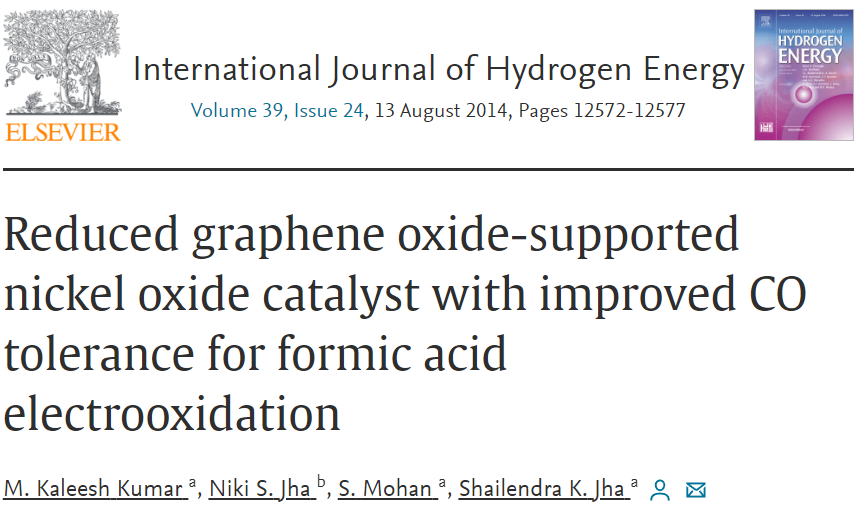 International Journal of Hydrogen Energy
Volume 39, Issue 24, 13 August 2014, Pages 12572-12577
ELSEVIER
International Journal of
HYDROGEN
ENERGY
Reduced graphene oxide-supported
nickel oxide catalyst with improved CO
tolerance for formic acid
electrooxidation
M. Kaleesh Kumar a, Niki S. Jha b, S. Mohan a, Shailendra K. Jha a